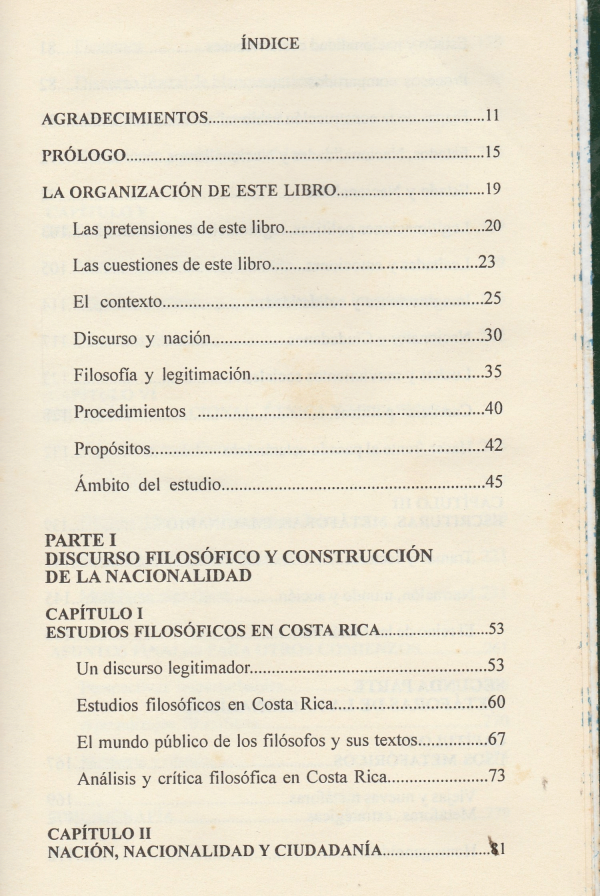 ÍNDICE
AGRADECIMIENTOS..................................................11
PRÓLOGO..................................................15
LA ORGANIZACIÓN DE ESTE LIBRO..............................19
Las pretensiones de este libro........................................20
Las cuestiones de este libro........................................23
El contexto..................................................25
Discurso y nación..................................................30
Filosofía y legitimación........................................35
Procedimientos ........................................40
Propósitos..................................................42
Ámbito del estudio........................................45
PARTE I
DISCURSO FILOSÓFICO Y CONSTRUCCIÓN
DE LA NACIONALIDAD
CAPÍTULO I
ESTUDIOS FILOSÓFICOS EN COSTA RICA....................53
Un discurso legitimador........................................53
Estudios filosóficos en Costa Rica..............................60
El mundo público de los filósofos y sus textos....................67
Análisis y crítica filosófica en Costa Rica....................73
CAPÍTULO II
NACIÓN, NACIONALIDAD Y CIUDADANÍA....................81